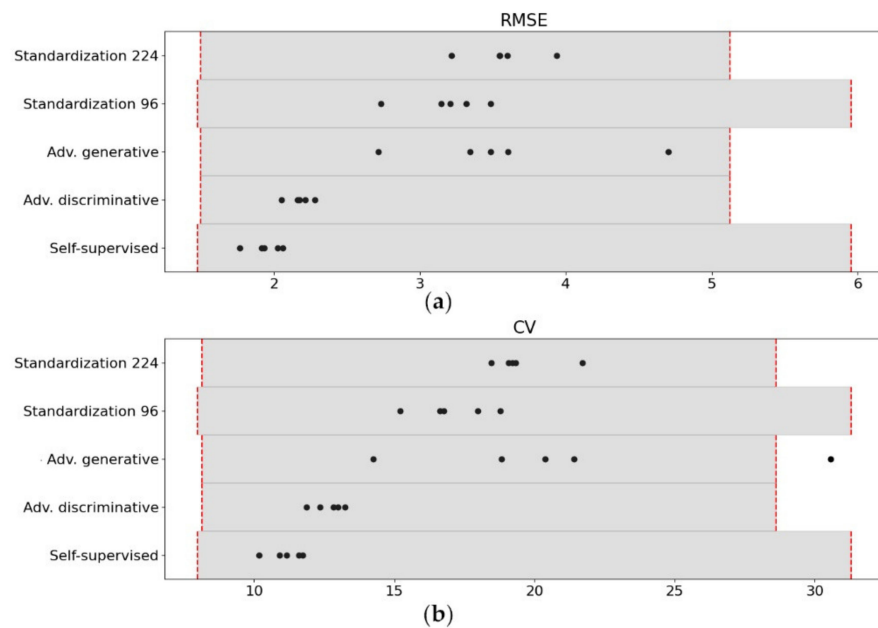 RMSE
Standardization 224
Standardization 96
Adv. generative
Adv. discriminative
Self-supervised
2 3 4 5 6
(a)
CV
Standardization 224
Standardization 96
Adv. generative
Adv. discriminative
Self-supervised
10 15 20 25 30
(b)